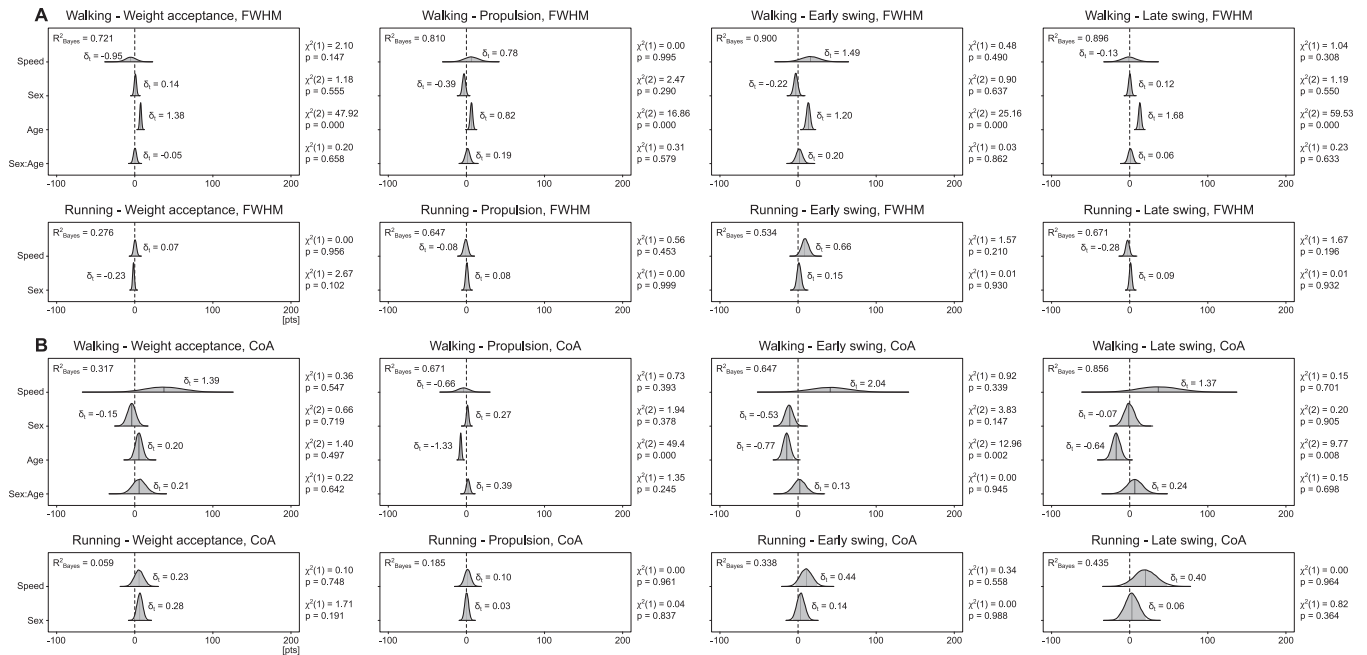 A
Walking - Weight acceptance, FWHM
R²Bayes = 0.721
Speed
δt = -0.95
χ²(1) = 2.10
p = 0.147
Sex
δt = 0.14
χ²(2) = 1.18
p = 0.555
Age
δt = 1.38
χ²(2) = 47.92
p = 0.000
Sex:Age
δt = -0.05
χ²(1) = 0.20
p = 0.658
-100 0 100 200
Walking - Propulsion, FWHM
R²Bayes = 0.810
δt = 0.78
χ²(1) = 0.00
p = 0.995
δt = -0.39
χ²(2) = 2.47
p = 0.290
δt = 0.82
χ²(2) = 16.86
p = 0.000
δt = 0.19
χ²(1) = 0.31
p = 0.579
-100 0 100 200
Walking - Early swing, FWHM
R²Bayes = 0.900
δt = 1.49
χ²(1) = 0.48
p = 0.490
δt = -0.22
χ²(2) = 0.90
p = 0.637
δt = 1.20
χ²(2) = 25.16
p = 0.000
δt = 0.20
χ²(1) = 0.03
p = 0.862
-100 0 100 200
Walking - Late swing, FWHM
R²Bayes = 0.896
δt = -0.13
χ²(1) = 1.04
p = 0.308
δt = 0.12
χ²(2) = 1.19
p = 0.550
δt = 1.68
χ²(2) = 59.53
p = 0.000
δt = 0.06
χ²(1) = 0.23
p = 0.633
-100 0 100 200
Running - Weight acceptance, FWHM
R²Bayes = 0.276
Speed
δt = 0.07
χ²(1) = 0.00
p = 0.956
Sex
δt = -0.23
χ²(1) = 2.67
p = 0.102
-100 0 100 200
[pts]
Running - Propulsion, FWHM
R²Bayes = 0.647
δt = -0.08
χ²(1) = 0.56
p = 0.453
δt = 0.08
χ²(1) = 0.00
p = 0.999
-100 0 100 200
Running - Early swing, FWHM
R²Bayes = 0.534
δt = 0.66
χ²(1) = 1.57
p = 0.210
δt = 0.15
χ²(1) = 0.01
p = 0.930
-100 0 100 200
Running - Late swing, FWHM
R²Bayes = 0.671
δt = -0.28
χ²(1) = 1.67
p = 0.196
δt = 0.09
χ²(1) = 0.01
p = 0.932
-100 0 100 200
B
Walking - Weight acceptance, CoA
R²Bayes = 0.317
Speed
δt = 1.39
χ²(1) = 0.36
p = 0.547
Sex
δt = -0.15
χ²(2) = 0.66
p = 0.719
Age
δt = 0.20
χ²(2) = 1.40
p = 0.497
Sex:Age
δt = 0.21
χ²(1) = 0.22
p = 0.642
-100 0 100 200
Walking - Propulsion, CoA
R²Bayes = 0.671
δt = -0.66
χ²(1) = 0.73
p = 0.393
δt = 0.27
χ²(2) = 1.94
p = 0.378
δt = -1.33
χ²(2) = 49.4
p = 0.000
δt = 0.39
χ²(1) = 1.35
p = 0.245
-100 0 100 200
Walking - Early swing, CoA
R²Bayes = 0.647
δt = 2.04
χ²(1) = 0.92
p = 0.339
δt = -0.53
χ²(2) = 3.83
p = 0.147
δt = -0.77
χ²(2) = 12.96
p = 0.002
δt = 0.13
χ²(1) = 0.00
p = 0.945
-100 0 100 200
Walking - Late swing, CoA
R²Bayes = 0.856
δt = 1.37
χ²(1) = 0.15
p = 0.701
δt = -0.07
χ²(2) = 0.20
p = 0.905
δt = -0.64
χ²(2) = 9.77
p = 0.008
δt = 0.24
χ²(1) = 0.15
p = 0.698
-100 0 100 200
Running - Weight acceptance, CoA
R²Bayes = 0.059
Speed
δt = 0.23
χ²(1) = 0.10
p = 0.748
Sex
δt = 0.28
χ²(1) = 1.71
p = 0.191
-100 0 100 200
[pts]
Running - Propulsion, CoA
R²Bayes = 0.185
δt = 0.10
χ²(1) = 0.00
p = 0.961
δt = 0.03
χ²(1) = 0.04
p = 0.837
-100 0 100 200
Running - Early swing, CoA
R²Bayes = 0.338
δt = 0.44
χ²(1) = 0.34
p = 0.558
δt = 0.14
χ²(1) = 0.00
p = 0.988
-100 0 100 200
Running - Late swing, CoA
R²Bayes = 0.435
δt = 0.40
χ²(1) = 0.00
p = 0.964
δt = 0.06
χ²(1) = 0.82
p = 0.364
-100 0 100 200